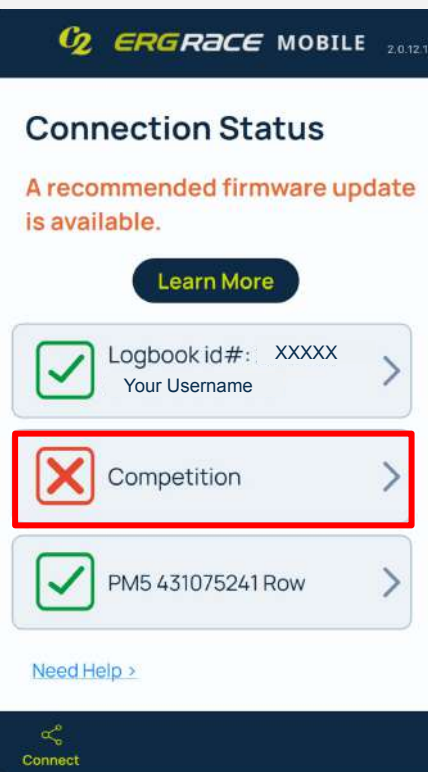 C2 ERGRACE MOBILE 2.0.12.1
Connection Status
A recommended firmware update
is available.
Learn More
Logbook id#: XXXXX
Your Username
Competition
PM5 431075241 Row
Need Help >
Connect